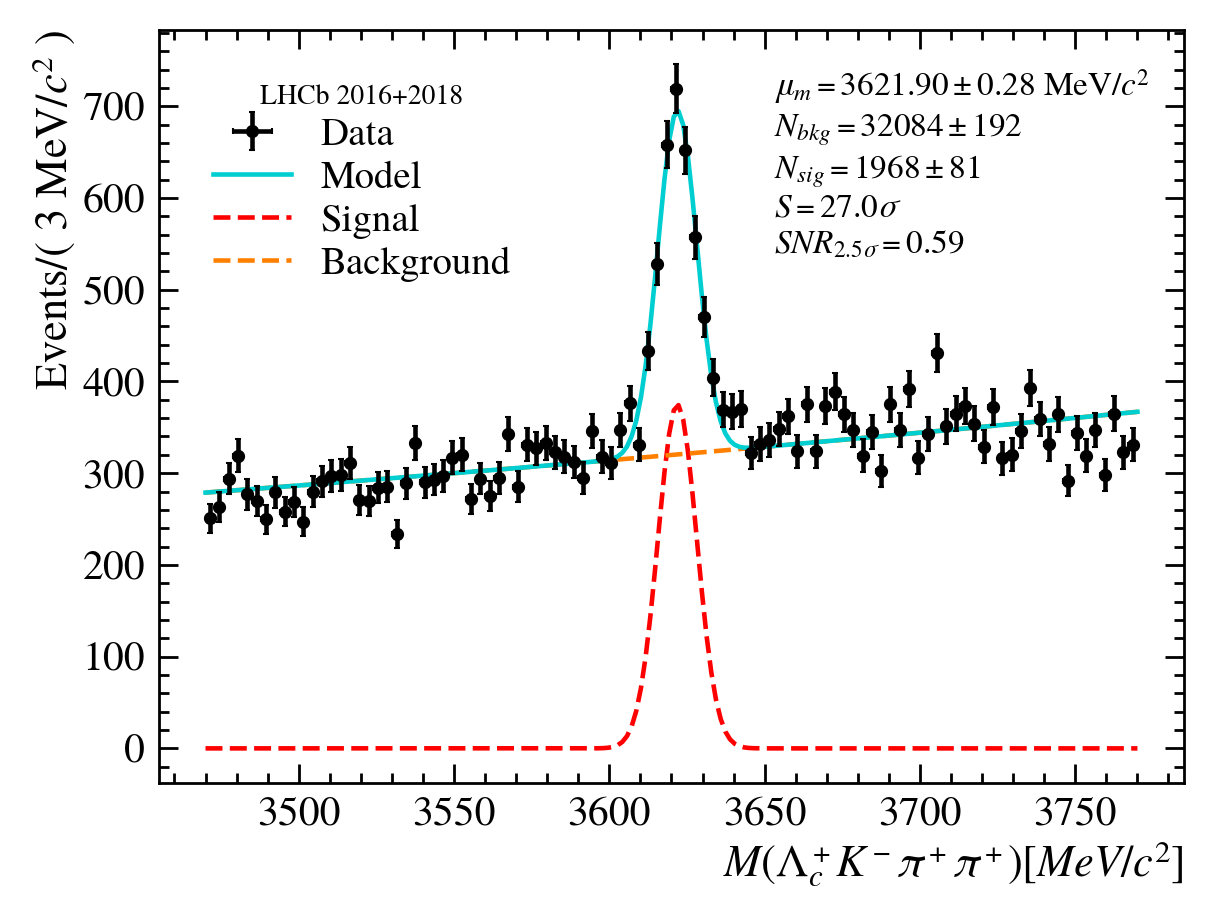 Events/( 3 MeV/c² )
700
600
500
400
300
200
100
0
LHCb 2016+2018
Data
Model
Signal
Background
μₘ = 3621.90 ± 0.28 MeV/c²
N_bkg = 32084 ± 192
N_sig = 1968 ± 81
S = 27.0σ
SNR_2.5σ = 0.59
3500 3550 3600 3650 3700 3750
M(Λ_c⁺K⁻π⁺π⁺)[MeV/c²]